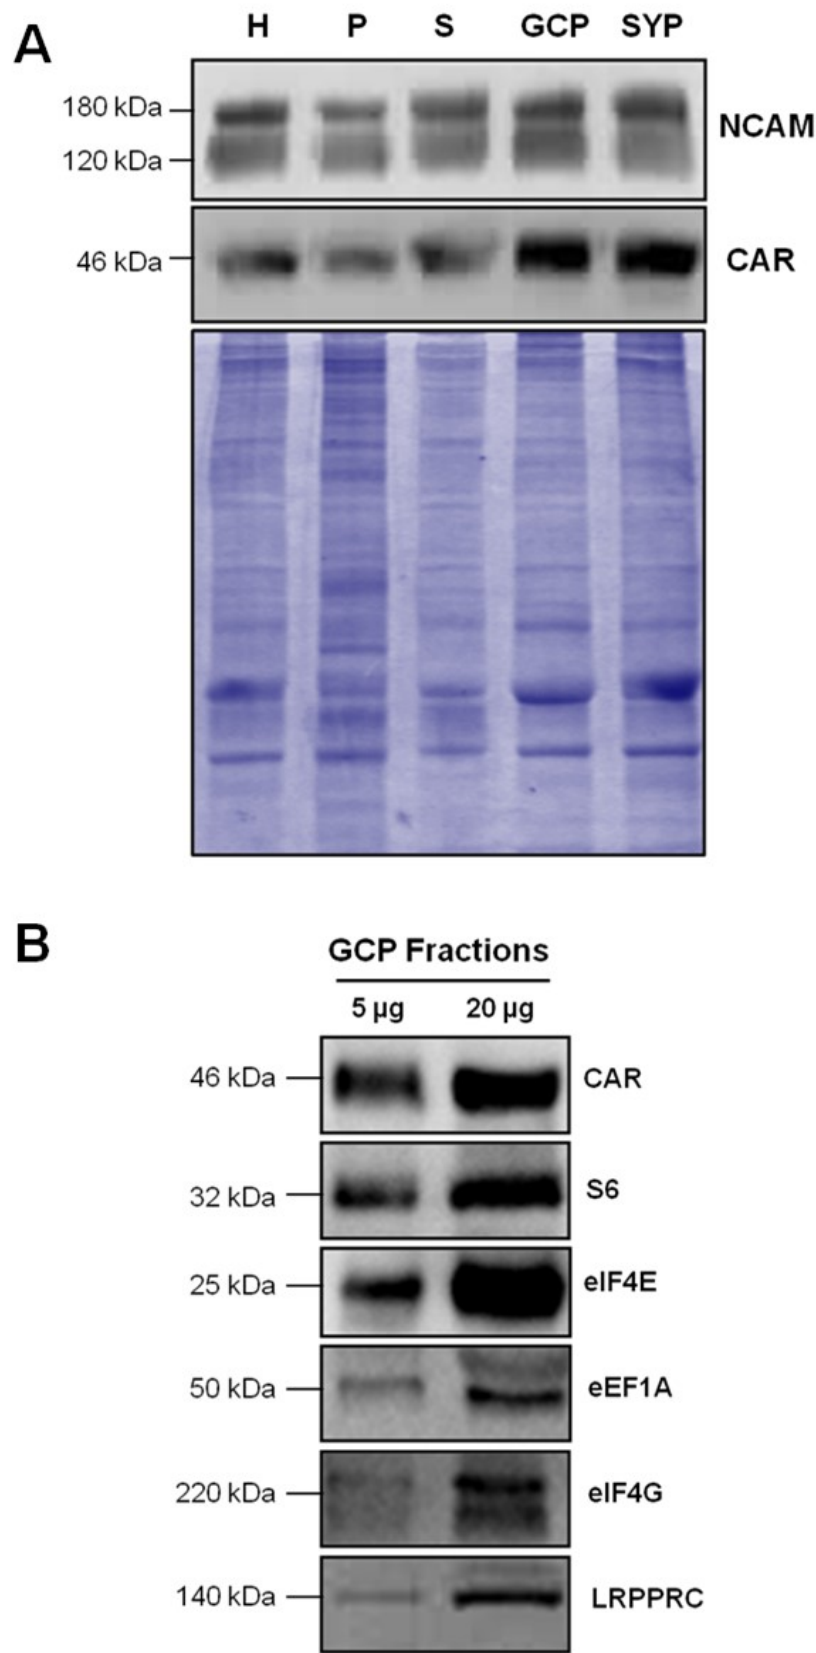 A
H P S GCP SYP
180 kDa
120 kDa
NCAM
46 kDa
CAR
B
GCP Fractions
5 µg 20 µg
46 kDa CAR
32 kDa S6
25 kDa eIF4E
50 kDa eEF1A
220 kDa eIF4G
140 kDa LRPPRC